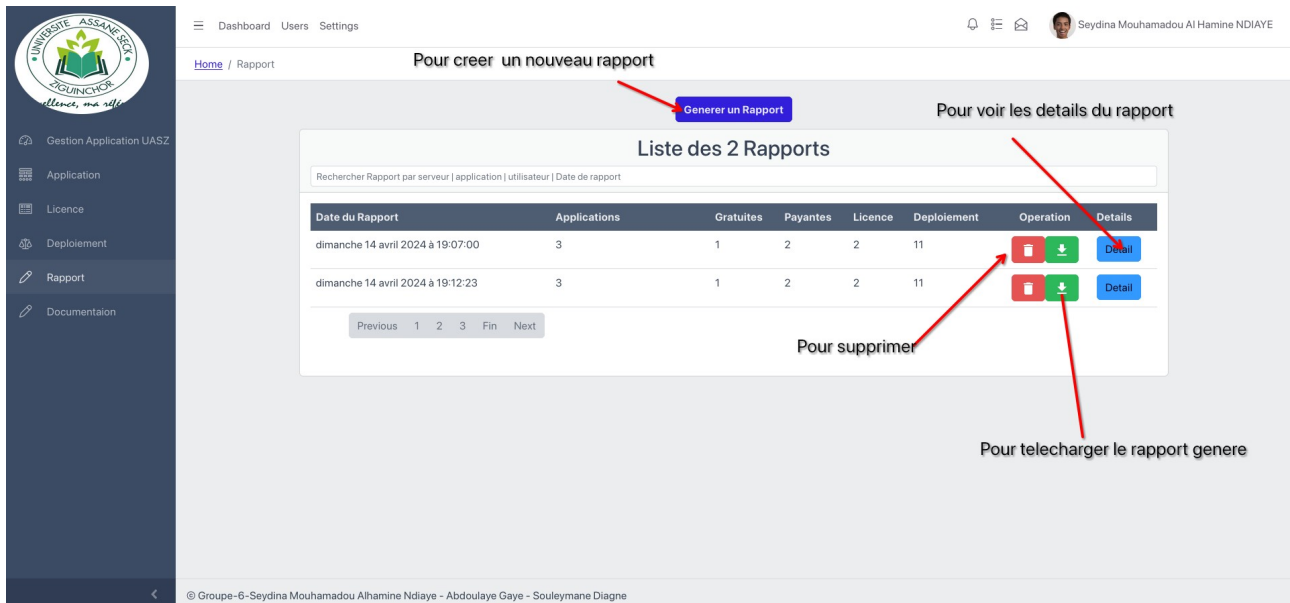 UNIVERSITE ASSANE SECK
ZIGUINCHOR
Dashboard Users Settings
Seydina Mouhamadou Al Hamine NDIAYE
Home / Rapport
Pour creer un nouveau rapport
Generer un Rapport
Pour voir les details du rapport
Gestion Application UASZ
Application
Licence
Deploiement
Rapport
Documentaion
Liste des 2 Rapports
Rechercher Rapport par serveur | application | utilisateur | Date de rapport
Date du Rapport Applications Gratuites Payantes Licence Deploiement Operation Details
dimanche 14 avril 2024 à 19:07:00 3 1 2 2 11 Detail
dimanche 14 avril 2024 à 19:12:23 3 1 2 2 11 Detail
Previous 1 2 3 Fin Next
Pour supprimer
Pour telecharger le rapport genere
© Groupe-6-Seydina Mouhamadou Alhamine Ndiaye - Abdoulaye Gaye - Souleymane Diagne